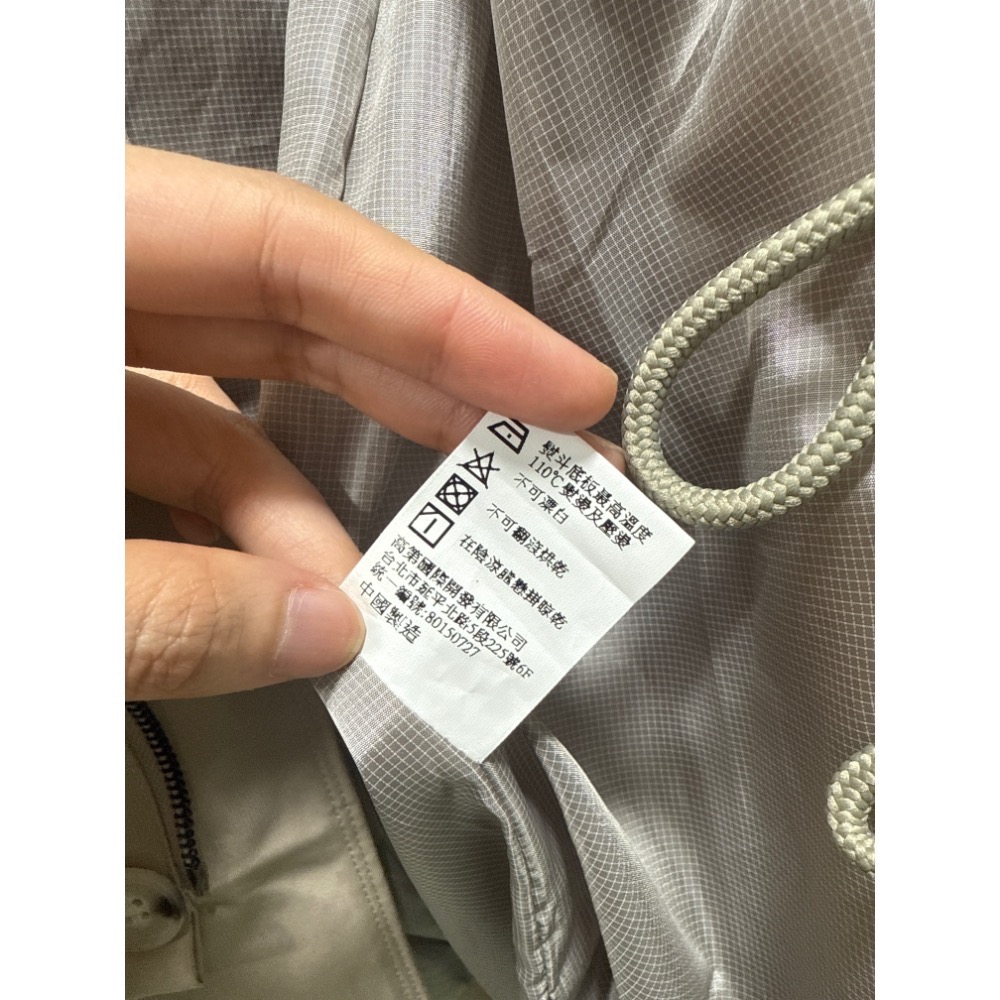 熨斗底板最高溫度
110℃熨燙及壓燙
不可漂白
不可翻滾烘乾
在陰涼處懸掛晾乾
高第國際開發有限公司
台北市延平北路5段225號6F
統一編號:80150727
中國製造